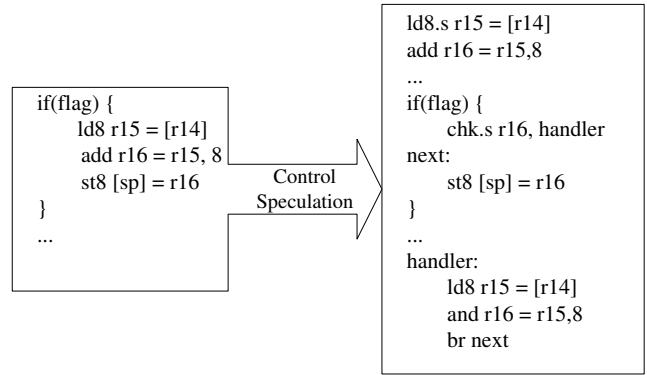 if(flag) {
ld8 r15 = [r14]
add r16 = r15, 8
st8 [sp] = r16
}
...
Control
Speculation
ld8.s r15 = [r14]
add r16 = r15,8
...
if(flag) {
chk.s r16, handler
next:
st8 [sp] = r16
}
...
handler:
ld8 r15 = [r14]
and r16 = r15,8
br next